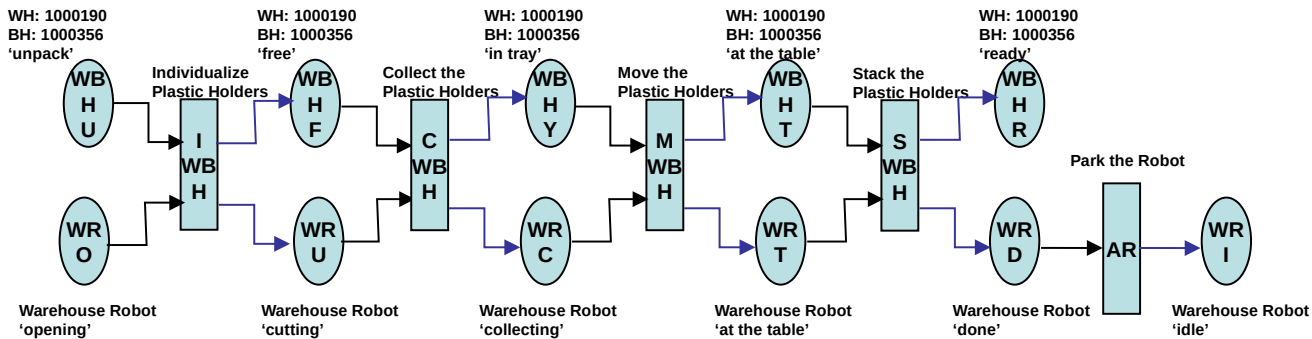 WH: 1000190
BH: 1000356
‘unpack’
WH: 1000190
BH: 1000356
‘free’
WH: 1000190
BH: 1000356
‘in tray’
WH: 1000190
BH: 1000356
‘at the table’
WH: 1000190
BH: 1000356
‘ready’
Individualize
Plastic Holders
Collect the
Plastic Holders
Move the
Plastic Holders
Stack the
Plastic Holders
WB
H
U
I
WB
H
WB
H
F
C
WB
H
WB
H
Y
M
WB
H
WB
H
T
S
WB
H
WB
H
R
Park the Robot
WR
O
WR
U
WR
C
WR
T
WR
D
AR
WR
I
Warehouse Robot
‘opening’
Warehouse Robot
‘cutting’
Warehouse Robot
‘collecting’
Warehouse Robot
‘at the table’
Warehouse Robot
‘done’
Warehouse Robot
‘idle’